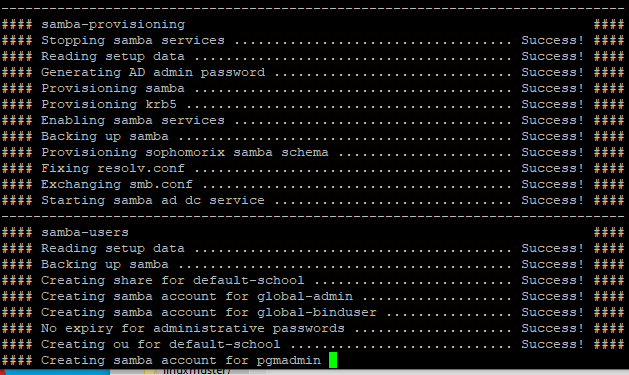 #### samba-provisioning ####
#### Stopping samba services ................................... Success! ####
#### Reading setup data ........................................ Success! ####
#### Generating AD admin password .............................. Success! ####
#### Provisioning samba ........................................ Success! ####
#### Provisioning krb5 ......................................... Success! ####
#### Enabling samba services ................................... Success! ####
#### Backing up samba .......................................... Success! ####
#### Provisioning sophomorix samba schema ...................... Success! ####
#### Fixing resolv.conf ........................................ Success! ####
#### Exchanging smb.conf ....................................... Success! ####
#### Starting samba ad dc service .............................. Success! ####
#### samba-users ####
#### Reading setup data ........................................ Success! ####
#### Backing up samba .......................................... Success! ####
#### Creating share for default-school ......................... Success! ####
#### Creating samba account for global-admin ................... Success! ####
#### Creating samba account for global-binduser ................ Success! ####
#### No expiry for administrative passwords .................... Success! ####
#### Creating ou for default-school ............................ Success! ####
#### Creating samba account for pgmadmin